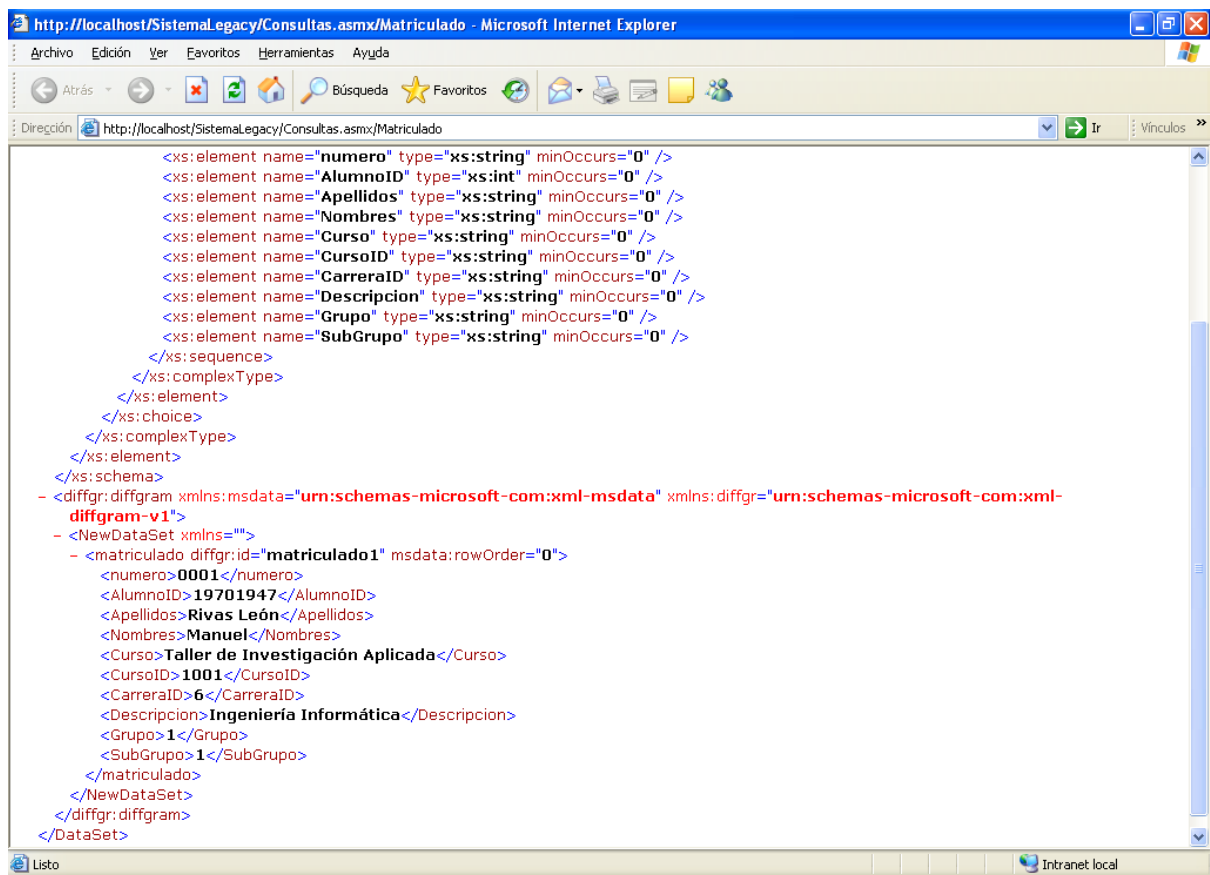 http://localhost/SistemaLegacy/Consultas.asmx/Matriculado - Microsoft Internet Explorer
Archivo Edición Ver Favoritos Herramientas Ayuda
Atrás Búsqueda Favoritos
Dirección http://localhost/SistemaLegacy/Consultas.asmx/Matriculado Ir Vínculos »
<xs:element name="numero" type="xs:string" minOccurs="0" />
<xs:element name="AlumnoID" type="xs:int" minOccurs="0" />
<xs:element name="Apellidos" type="xs:string" minOccurs="0" />
<xs:element name="Nombres" type="xs:string" minOccurs="0" />
<xs:element name="Curso" type="xs:string" minOccurs="0" />
<xs:element name="CursoID" type="xs:string" minOccurs="0" />
<xs:element name="CarreraID" type="xs:string" minOccurs="0" />
<xs:element name="Descripcion" type="xs:string" minOccurs="0" />
<xs:element name="Grupo" type="xs:string" minOccurs="0" />
<xs:element name="SubGrupo" type="xs:string" minOccurs="0" />
</xs:sequence>
</xs:complexType>
</xs:element>
</xs:choice>
</xs:complexType>
</xs:element>
</xs:schema>
- <diffgr:diffgram xmlns:msdata="urn:schemas-microsoft-com:xml-msdata" xmlns:diffgr="urn:schemas-microsoft-com:xml-
diffgram-v1">
- <NewDataSet xmlns="">
- <matriculado diffgr:id="matriculado1" msdata:rowOrder="0">
<numero>0001</numero>
<AlumnoID>19701947</AlumnoID>
<Apellidos>Rivas León</Apellidos>
<Nombres>Manuel</Nombres>
<Curso>Taller de Investigación Aplicada</Curso>
<CursoID>1001</CursoID>
<CarreraID>6</CarreraID>
<Descripcion>Ingeniería Informática</Descripcion>
<Grupo>1</Grupo>
<SubGrupo>1</SubGrupo>
</matriculado>
</NewDataSet>
</diffgr:diffgram>
</DataSet>
Listo Intranet local